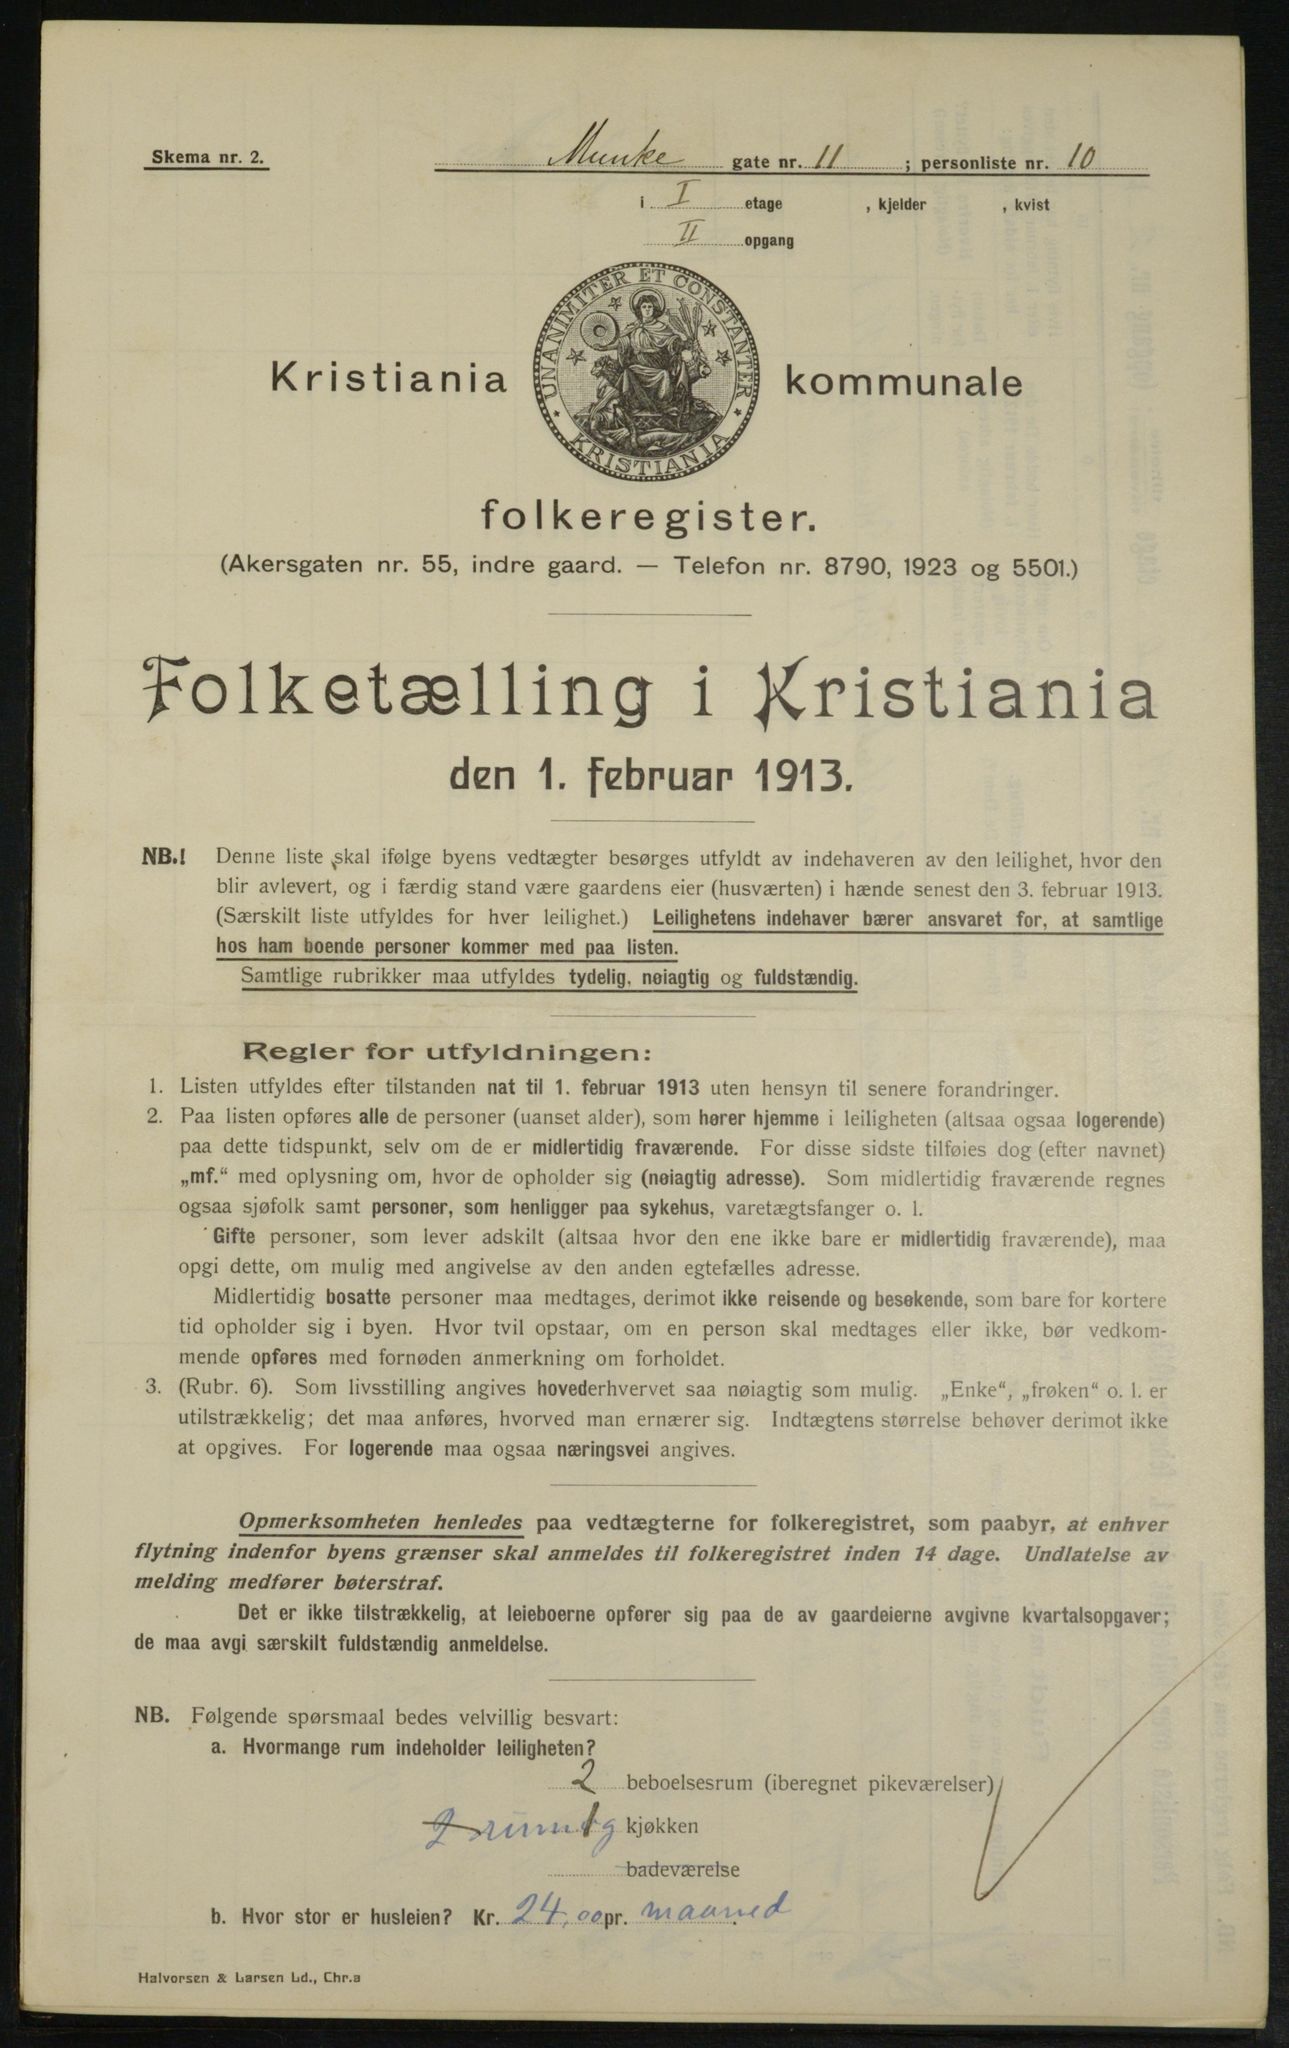 Skema nr. 2.
Munke gate nr. 11 ; personliste nr. 10
i I etage , kjelder , kvist
II opgang
UNANIMITER ET CONSTANTER
KRISTIANIA
Kristiania kommunale
folkeregister.
(Akersgaten nr. 55, indre gaard. — Telefon nr. 8790, 1923 og 5501.)
Folketælling i Kristiania
den 1. februar 1913.
NB.! Denne liste skal ifølge byens vedtægter besørges utfyldt av indehaveren av den leilighet, hvor den
blir avlevert, og i færdig stand være gaardens eier (husværten) i hænde senest den 3. februar 1913.
(Særskilt liste utfyldes for hver leilighet.) Leilighetens indehaver bærer ansvaret for, at samtlige
hos ham boende personer kommer med paa listen.
Samtlige rubrikker maa utfyldes tydelig, nøiagtig og fuldstændig.
Regler for utfyldningen:
1. Listen utfyldes efter tilstanden nat til 1. februar 1913 uten hensyn til senere forandringer.
2. Paa listen opføres alle de personer (uanset alder), som hører hjemme i leiligheten (altsaa ogsaa logerende)
paa dette tidspunkt, selv om de er midlertidig fraværende. For disse sidste tilføies dog (efter navnet)
„mf.“ med oplysning om, hvor de opholder sig (nøiagtig adresse). Som midlertidig fraværende regnes
ogsaa sjøfolk samt personer, som henligger paa sykehus, varetægtsfanger o. l.
Gifte personer, som lever adskilt (altsaa hvor den ene ikke bare er midlertidig fraværende), maa
opgi dette, om mulig med angivelse av den anden egtefælles adresse.
Midlertidig bosatte personer maa medtages, derimot ikke reisende og besøkende, som bare for kortere
tid opholder sig i byen. Hvor tvil opstaar, om en person skal medtages eller ikke, bør vedkom-
mende opføres med fornøden anmerkning om forholdet.
3. (Rubr. 6). Som livsstilling angives hovederhvervet saa nøiagtig som mulig. „Enke“, „frøken“ o. l. er
utilstrækkelig; det maa anføres, hvorved man ernærer sig. Indtægtens størrelse behøver derimot ikke
at opgives. For logerende maa ogsaa næringsvei angives.
Opmerksomheten henledes paa vedtægterne for folkeregistret, som paabyr, at enhver
flytning indenfor byens grænser skal anmeldes til folkeregistret inden 14 dage. Undlatelse av
melding medfører bøterstraf.
Det er ikke tilstrækkelig, at leieboerne opfører sig paa de av gaardeierne avgivne kvartalsopgaver;
de maa avgi særskilt fuldstændig anmeldelse.
NB. Følgende spørsmaal bedes velvillig besvart:
a. Hvormange rum indeholder leiligheten?
2 beboelsesrum (iberegnet pikeværelser)
2 rum og 1 kjøkken
badeværelse
b. Hvor stor er husleien? Kr. 24,00 pr. maaned
Halvorsen & Larsen Ld., Chr.a